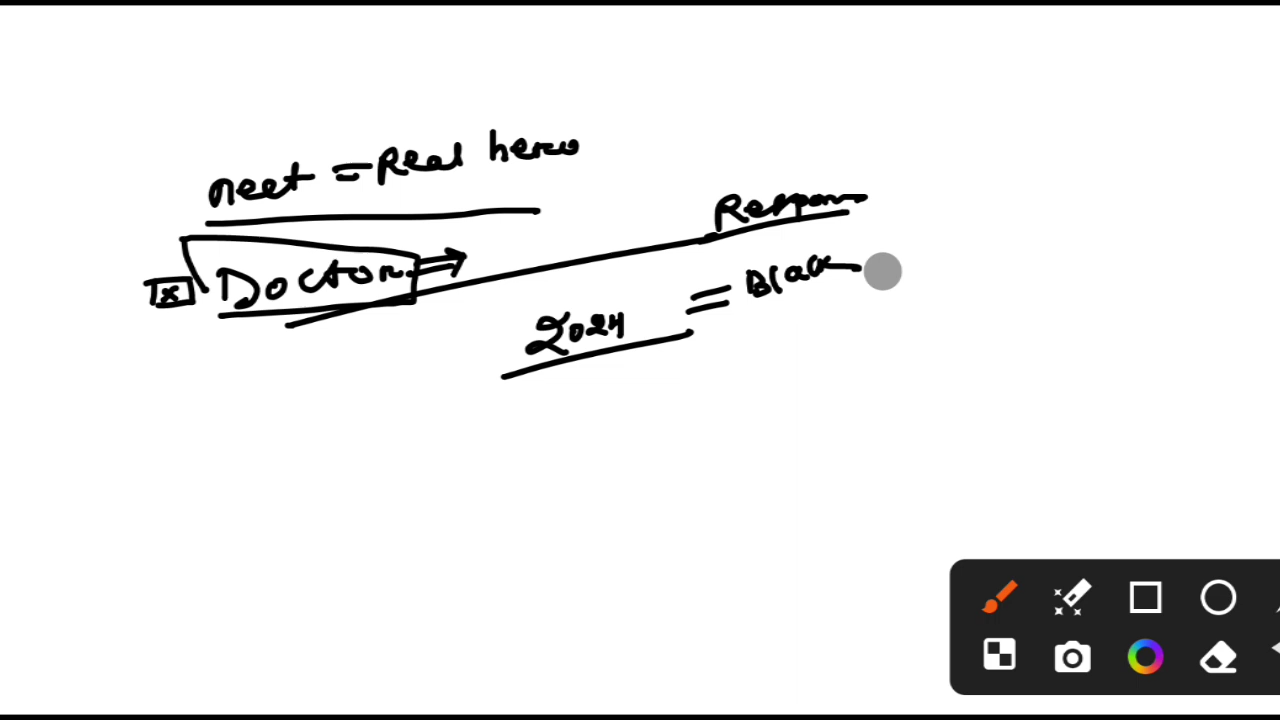 neet = Real hero
Doctor
2024 =